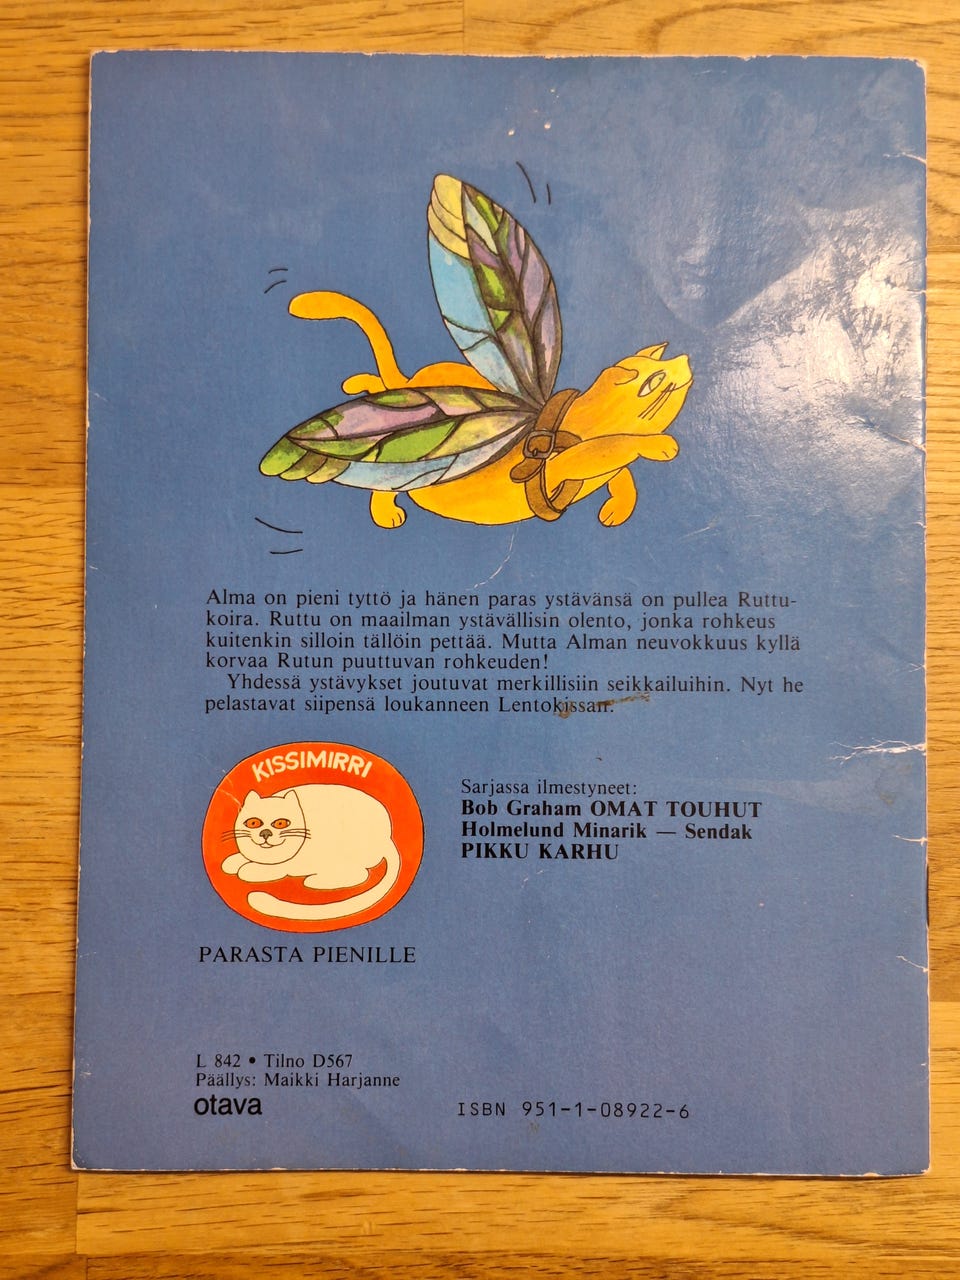 Alma on pieni tyttö ja hänen paras ystävänsä on pullea Ruttu-
koira. Ruttu on maailman ystävällisin olento, jonka rohkeus
kuitenkin silloin tällöin pettää. Mutta Alman neuvokkuus kyllä
korvaa Rutun puuttuvan rohkeuden!
Yhdessä ystävykset joutuvat merkillisiin seikkailuihin. Nyt he
pelastavat siipensä loukanneen Lentokissan.
KISSIMIRRI
PARASTA PIENILLE
Sarjassa ilmestyneet:
Bob Graham OMAT TOUHUT
Holmelund Minarik — Sendak
PIKKU KARHU
L 842 • Tilno D567
Päällys: Maikki Harjanne
otava
ISBN 951-1-08922-6